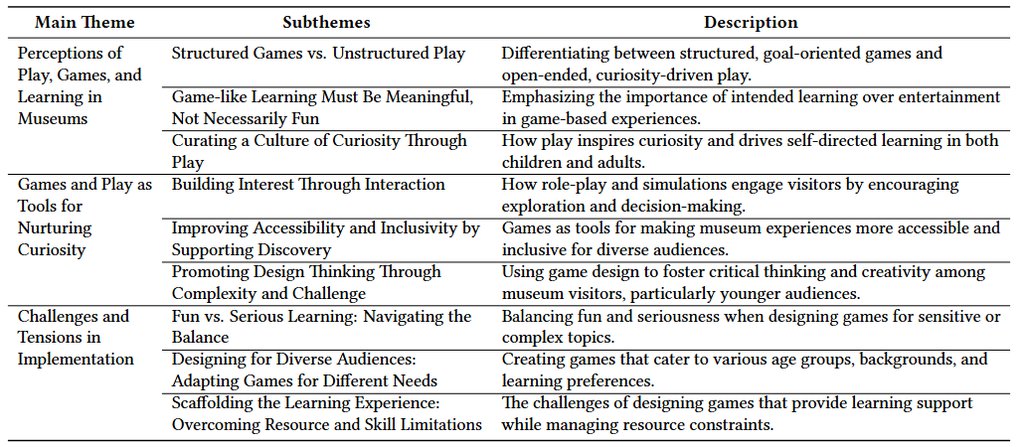 Main Theme Subthemes Description
Perceptions of Play, Games, and Learning in Museums
Structured Games vs. Unstructured Play
Differentiating between structured, goal-oriented games and
open-ended, curiosity-driven play.
Game-like Learning Must Be Meaningful,
Not Necessarily Fun
Emphasizing the importance of intended learning over entertainment
in game-based experiences.
Curating a Culture of Curiosity Through
Play
How play inspires curiosity and drives self-directed learning in both
children and adults.
Games and Play as
Tools for
Nurturing
Curiosity
Building Interest Through Interaction
How role-play and simulations engage visitors by encouraging
exploration and decision-making.
Improving Accessibility and Inclusivity by
Supporting Discovery
Games as tools for making museum experiences more accessible and
inclusive for diverse audiences.
Promoting Design Thinking Through
Complexity and Challenge
Using game design to foster critical thinking and creativity among
museum visitors, particularly younger audiences.
Challenges and
Tensions in
Implementation
Fun vs. Serious Learning: Navigating the
Balance
Balancing fun and seriousness when designing games for sensitive or
complex topics.
Designing for Diverse Audiences:
Adapting Games for Different Needs
Creating games that cater to various age groups, backgrounds, and
learning preferences.
Scaffolding the Learning Experience:
Overcoming Resource and Skill Limitations
The challenges of designing games that provide learning support
while managing resource constraints.